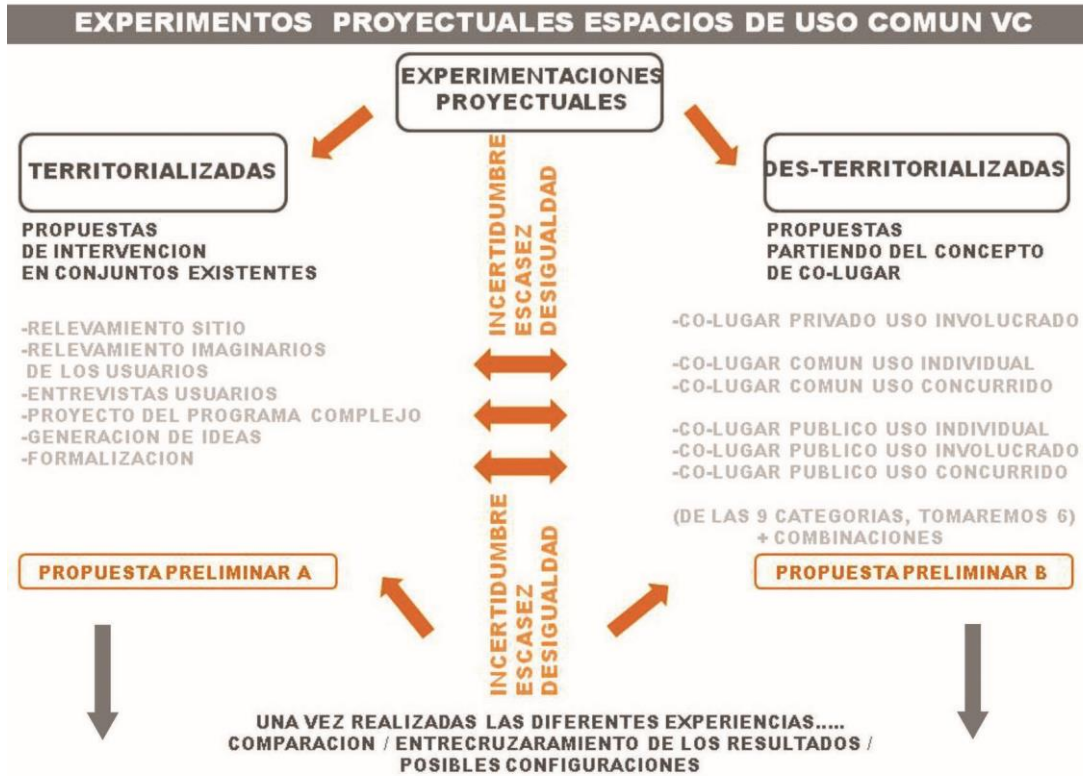 EXPERIMENTOS PROYECTUALES ESPACIOS DE USO COMUN VC
EXPERIMENTACIONES
PROYECTUALES
TERRITORIALIZADAS
PROPUESTAS
DE INTERVENCION
EN CONJUNTOS EXISTENTES
-RELEVAMIENTO SITIO
-RELEVAMIENTO IMAGINARIOS
DE LOS USUARIOS
-ENTREVISTAS USUARIOS
-PROYECTO DEL PROGRAMA COMPLEJO
-GENERACION DE IDEAS
-FORMALIZACION
PROPUESTA PRELIMINAR A
INCERTIDUMBRE
ESCASEZ
DESIGUALDAD
INCERTIDUMBRE
ESCASEZ
DESIGUALDAD
DES-TERRITORIALIZADAS
PROPUESTAS
PARTIENDO DEL CONCEPTO
DE CO-LUGAR
-CO-LUGAR PRIVADO USO INVOLUCRADO
-CO-LUGAR COMUN USO INDIVIDUAL
-CO-LUGAR COMUN USO CONCURRIDO
-CO-LUGAR PUBLICO USO INDIVIDUAL
-CO-LUGAR PUBLICO USO INVOLUCRADO
-CO-LUGAR PUBLICO USO CONCURRIDO
(DE LAS 9 CATEGORIAS, TOMAREMOS 6)
+ COMBINACIONES
PROPUESTA PRELIMINAR B
UNA VEZ REALIZADAS LAS DIFERENTES EXPERIENCIAS.....
COMPARACION / ENTRECRUZARAMIENTO DE LOS RESULTADOS /
POSIBLES CONFIGURACIONES